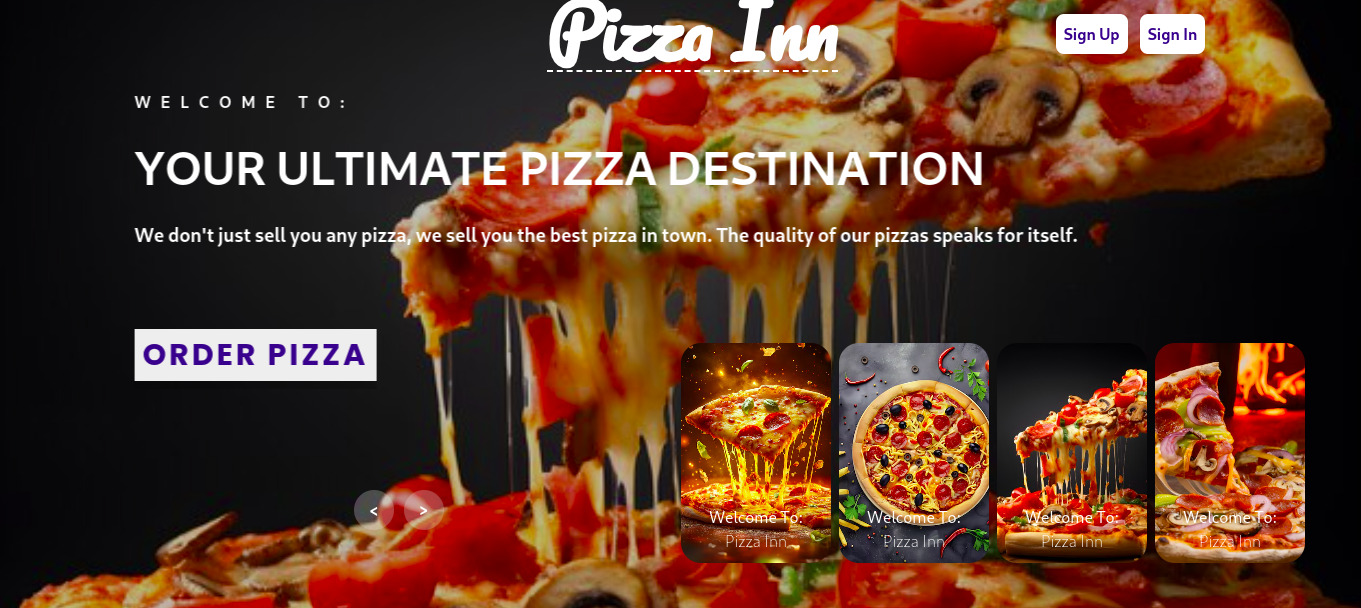 Pizza Inn
Sign Up
Sign In
WELCOME TO:
YOUR ULTIMATE PIZZA DESTINATION
We don't just sell you any pizza, we sell you the best pizza in town. The quality of our pizzas speaks for itself.
ORDER PIZZA
< >
Welcome To:
Pizza Inn
Welcome To:
Pizza Inn
Welcome To:
Pizza Inn
Welcome To:
Pizza Inn